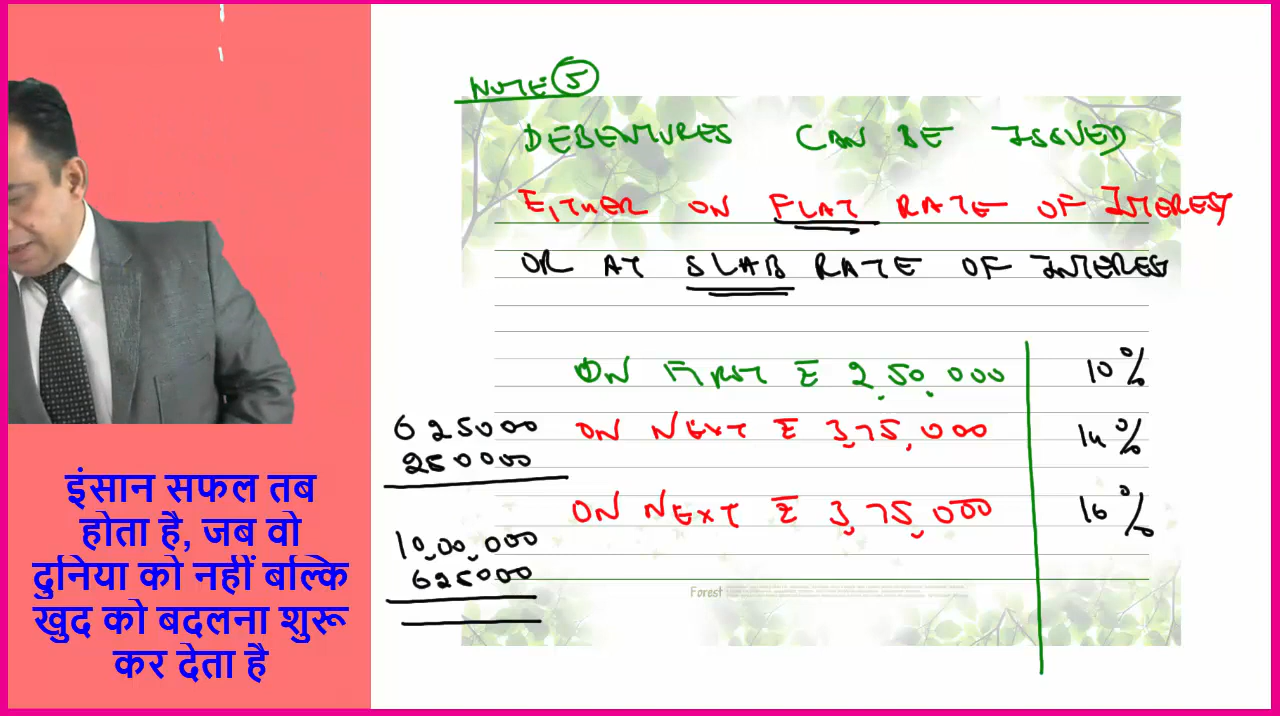 NOTE 5
DEBENTURES CAN BE ISSUED
EITHER ON FLAT RATE OF INTEREST
OR AT SLAB RATE OF INTEREST
ON FIRST ₹ 2,50,000 10%
625000 ON NEXT ₹ 3,75,000 14%
250000
ON NEXT ₹ 3,75,000 16%
10,00,000
625000
Forest
इंसान सफल तब
होता है, जब वो
दुनिया को नहीं बल्कि
खुद को बदलना शुरू
कर देता है